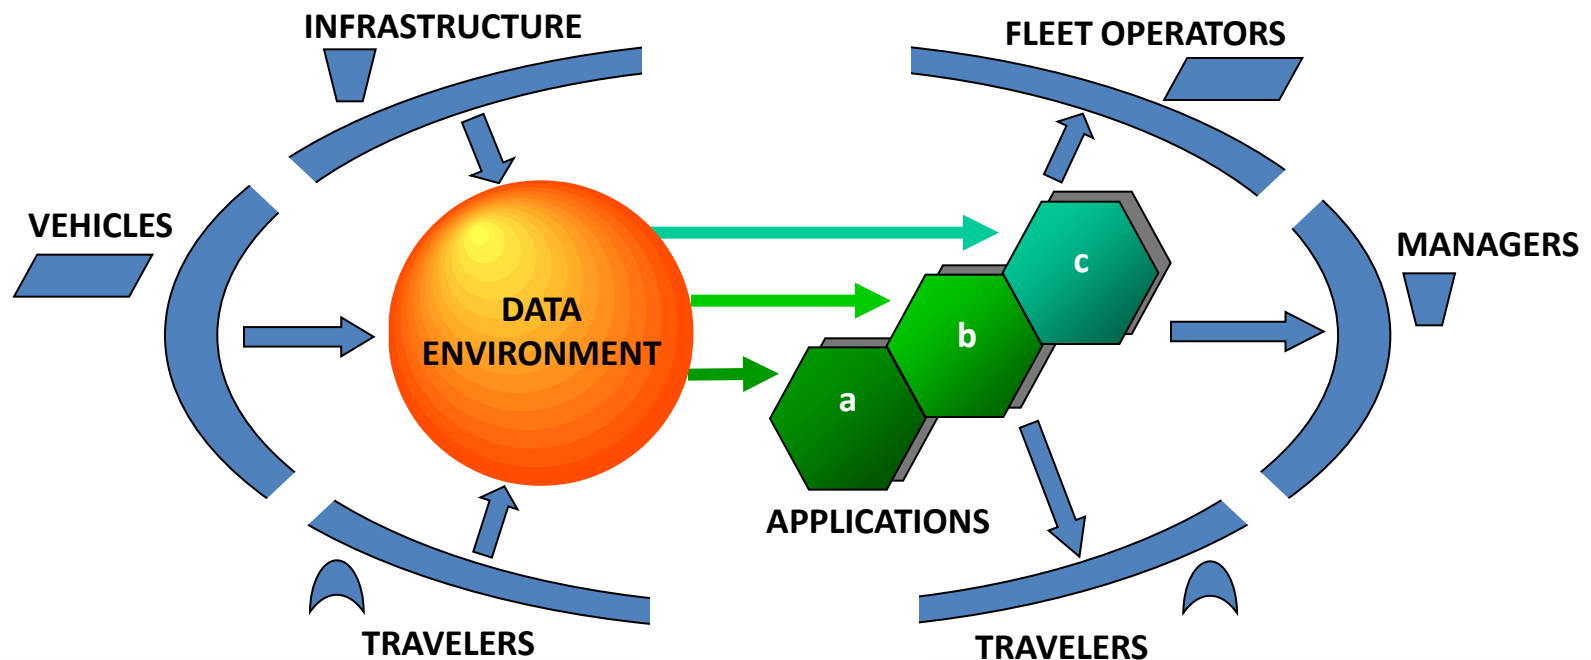 INFRASTRUCTURE
FLEET OPERATORS
VEHICLES
MANAGERS
DATA
ENVIRONMENT
c
b
a
APPLICATIONS
TRAVELERS
TRAVELERS